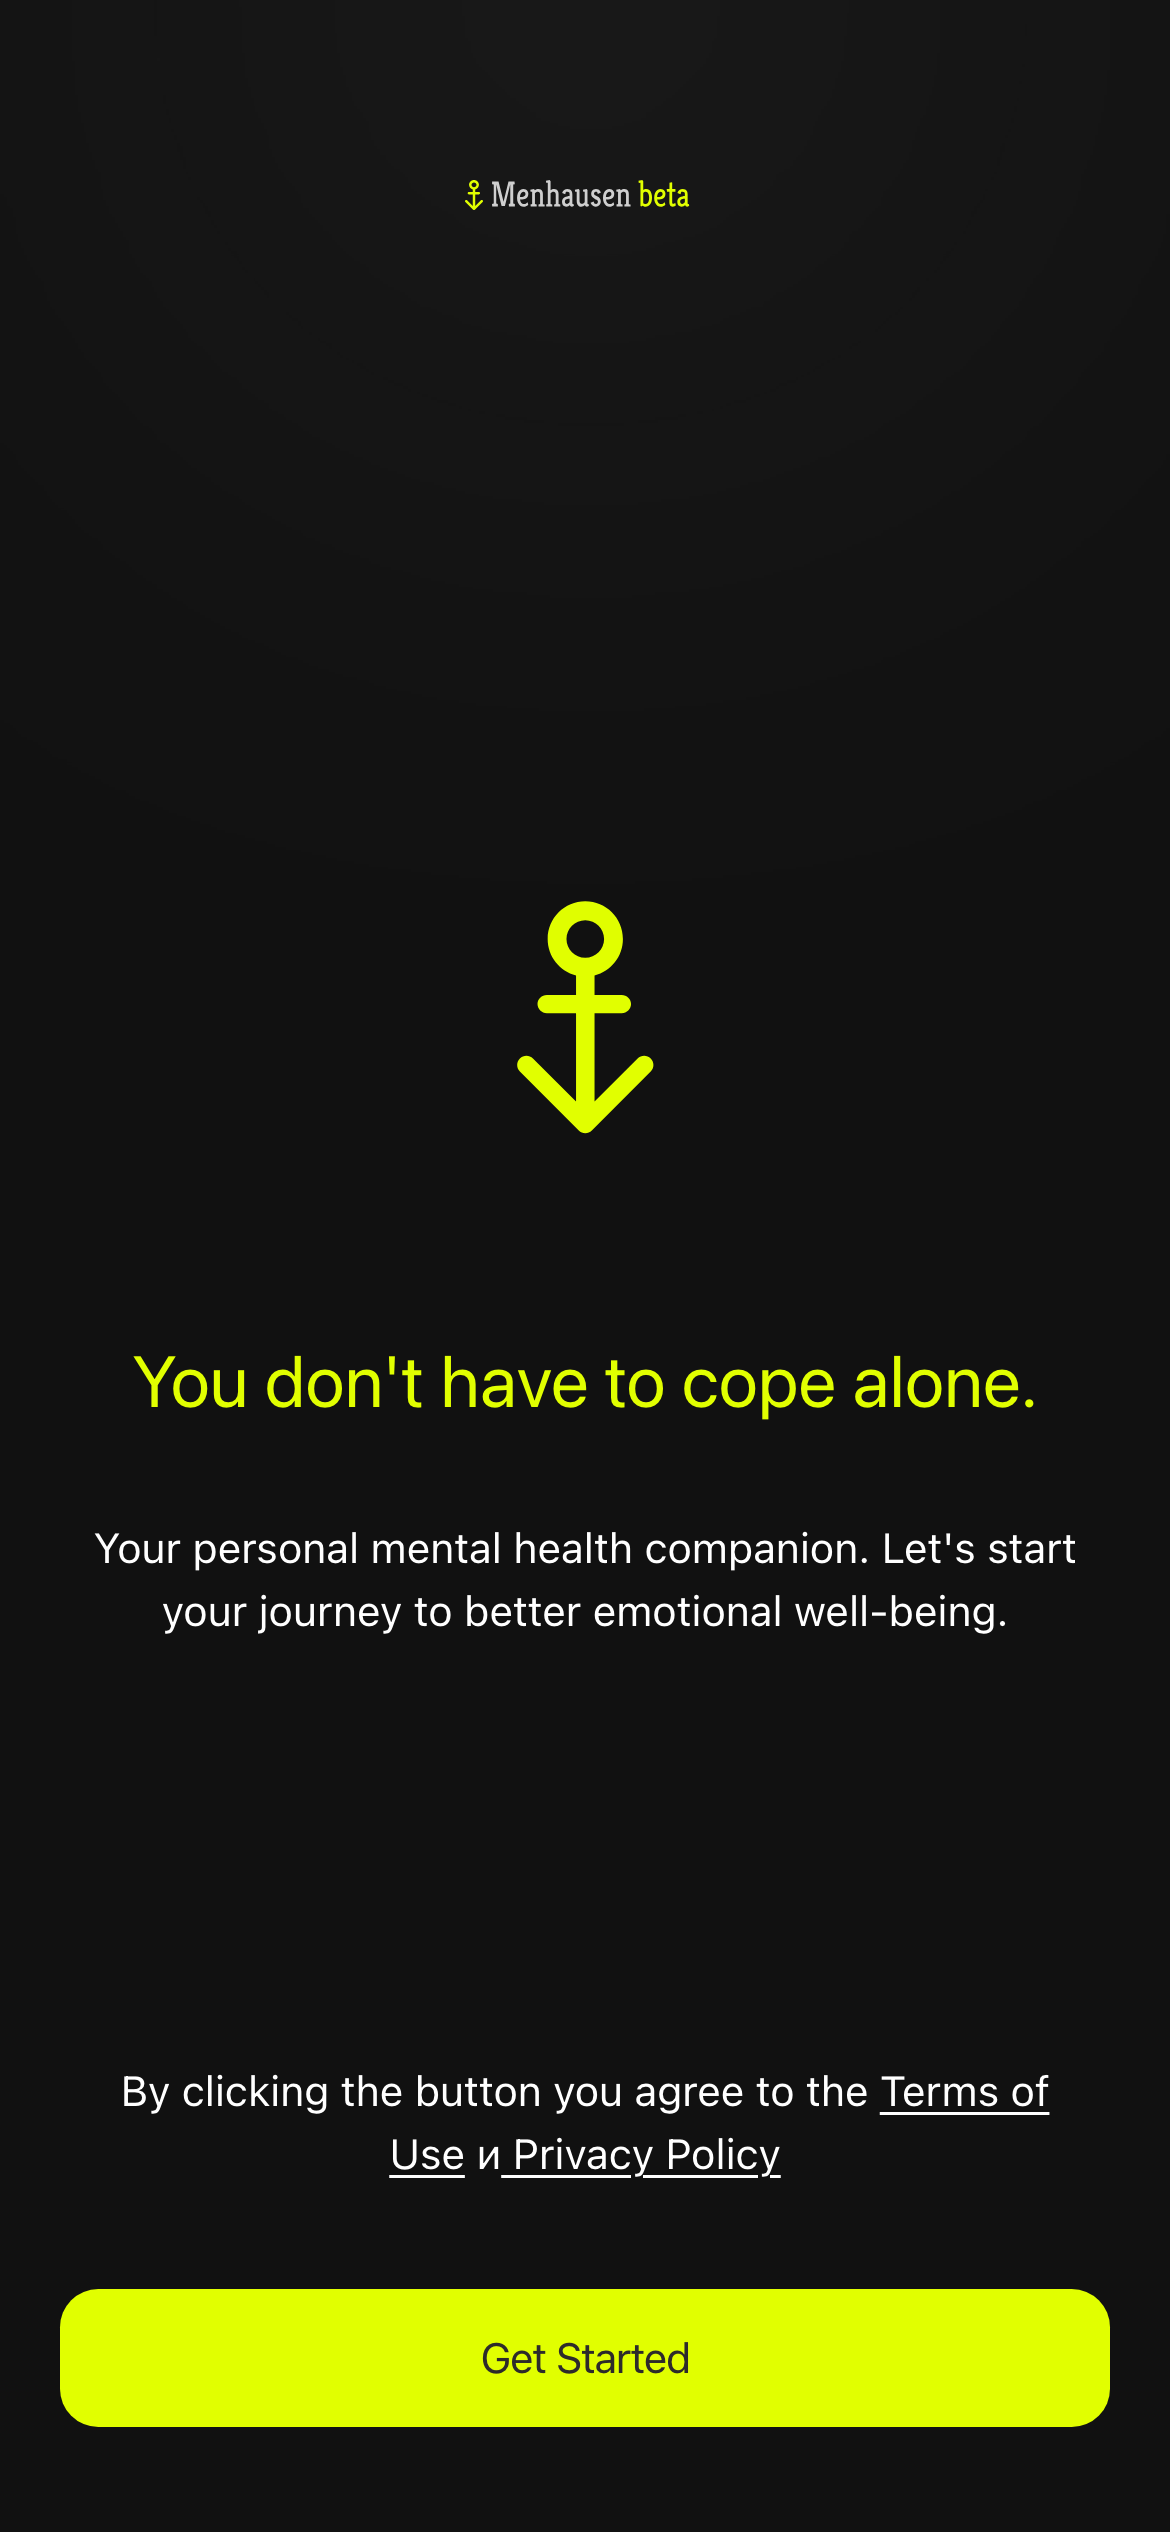 Menhausen beta
You don't have to cope alone.
Your personal mental health companion. Let's start
your journey to better emotional well-being.
By clicking the button you agree to the Terms of
Use и Privacy Policy
Get Started